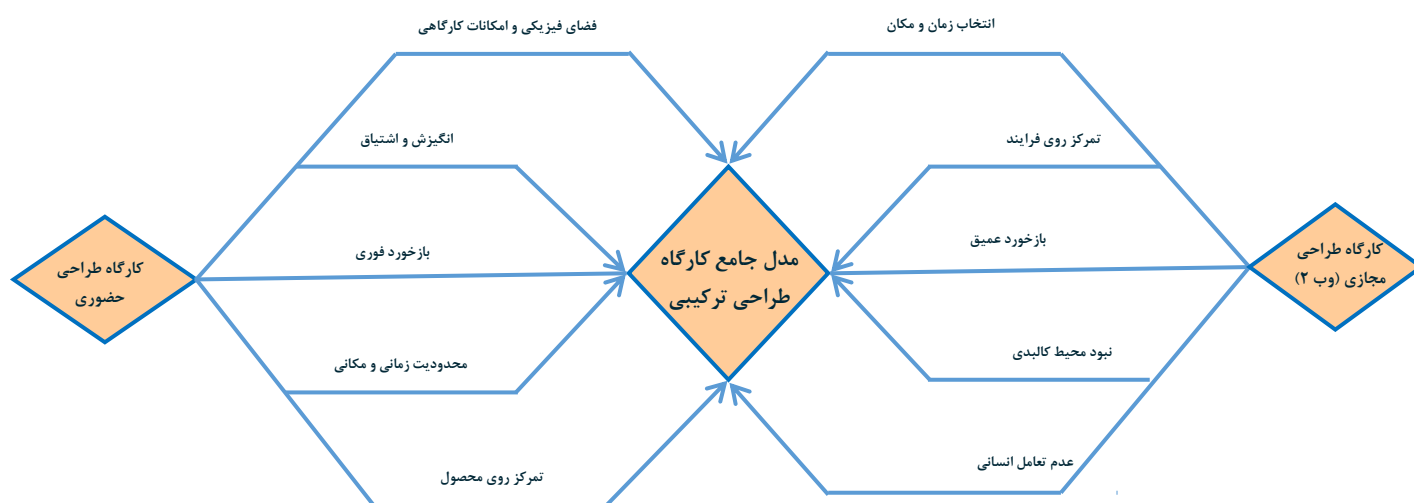 انتخاب زمان و مکان
فضای فیزیکی و امکانات کارگاهی
تمرکز روی فرایند
انگیزش و اشتیاق
کارگاه طراحی
مجازی (وب ۲)
بازخورد عمیق
مدل جامع کارگاه
طراحی ترکیبی
بازخورد فوری
کارگاه طراحی
حضوری
نبود محیط کالبدی
محدودیت زمانی و مکانی
عدم تعامل انسانی
تمرکز روی محصول